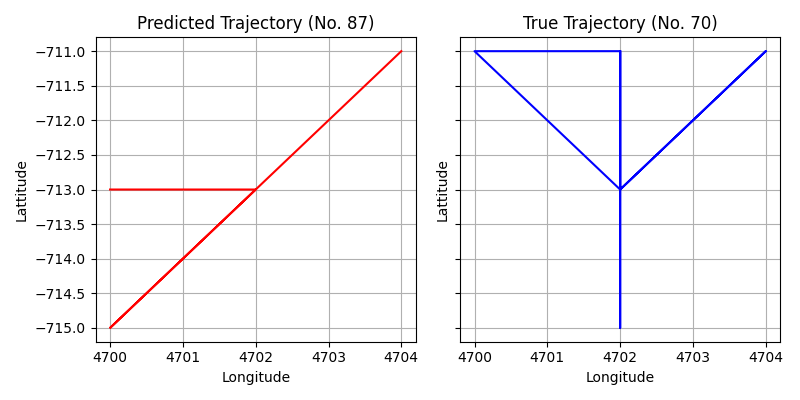 Predicted Trajectory (No. 87)
−711.0
−711.5
−712.0
−712.5
−713.0
−713.5
−714.0
−714.5
−715.0
Lattitude
4700 4701 4702 4703 4704
Longitude
True Trajectory (No. 70)
Lattitude
4700 4701 4702 4703 4704
Longitude